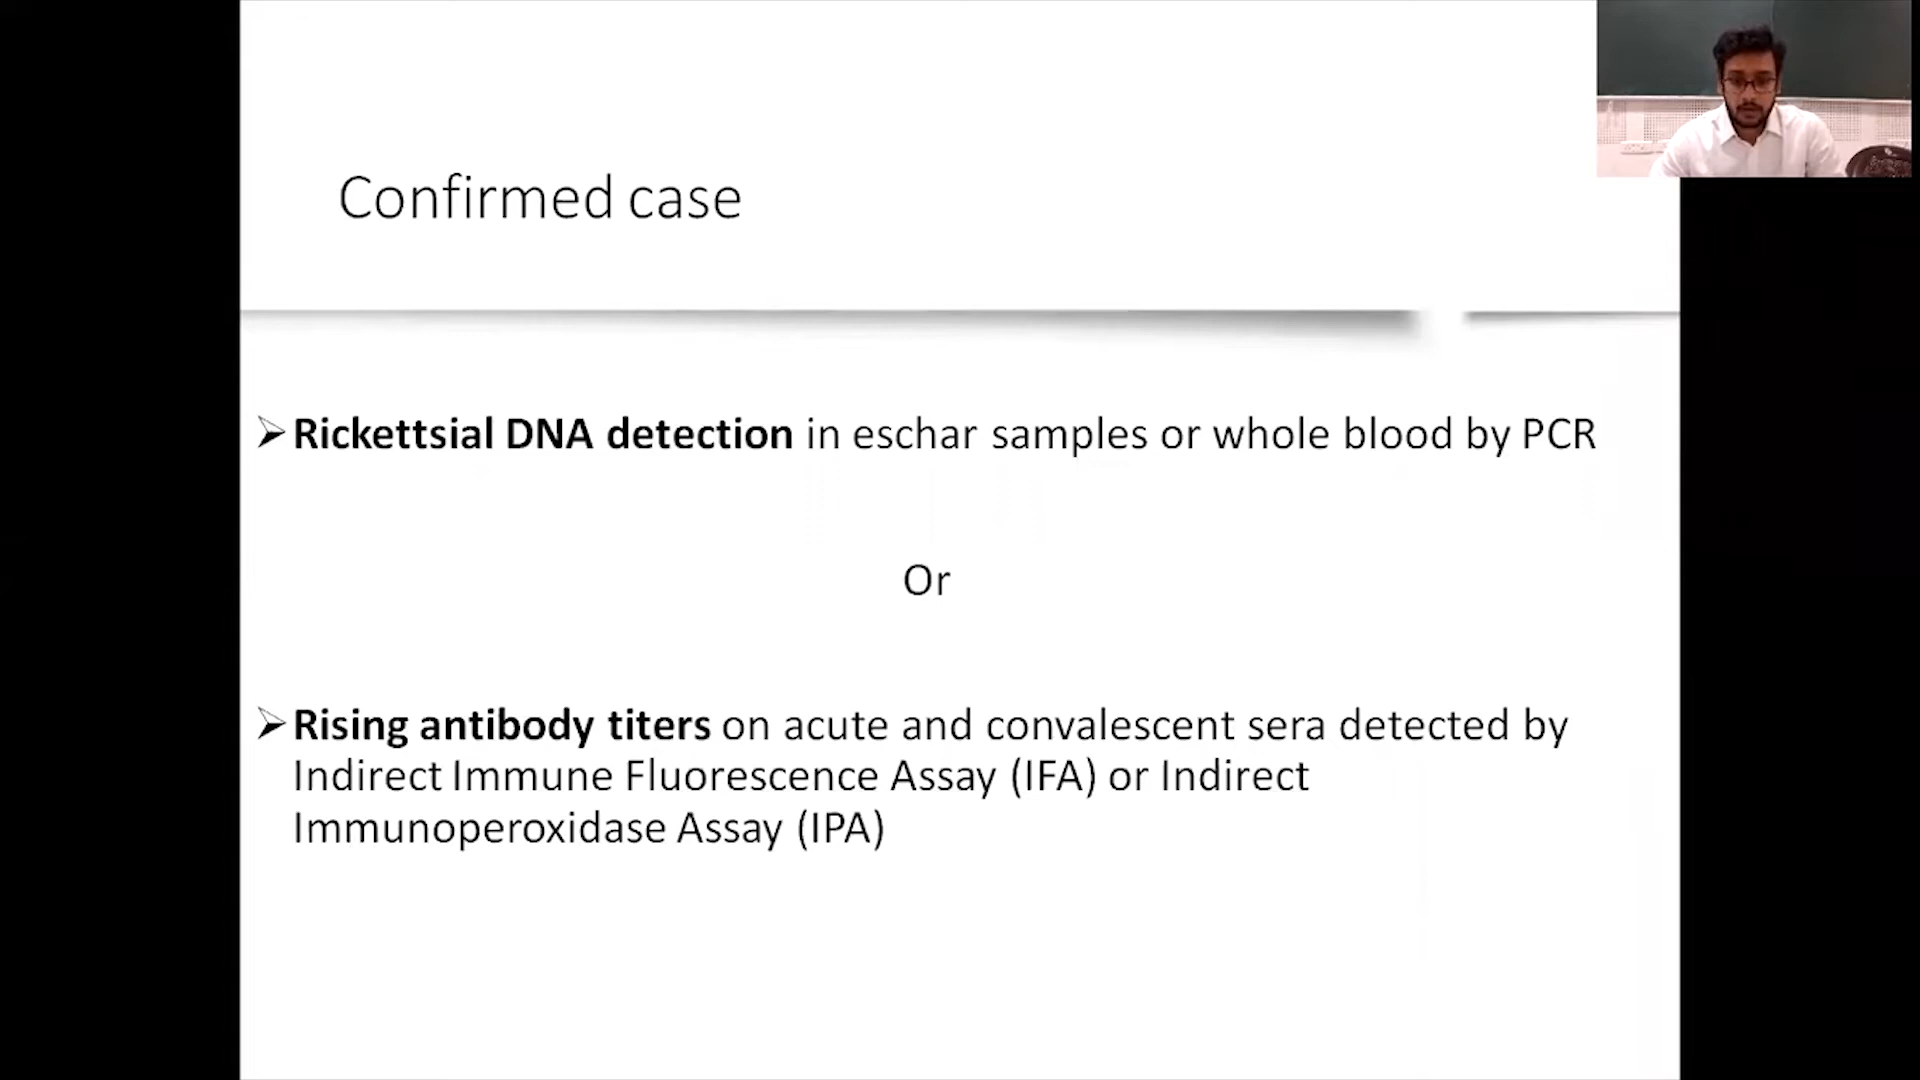 Confirmed case
➢Rickettsial DNA detection in eschar samples or whole blood by PCR
Or
➢Rising antibody titers on acute and convalescent sera detected by
Indirect Immune Fluorescence Assay (IFA) or Indirect
Immunoperoxidase Assay (IPA)